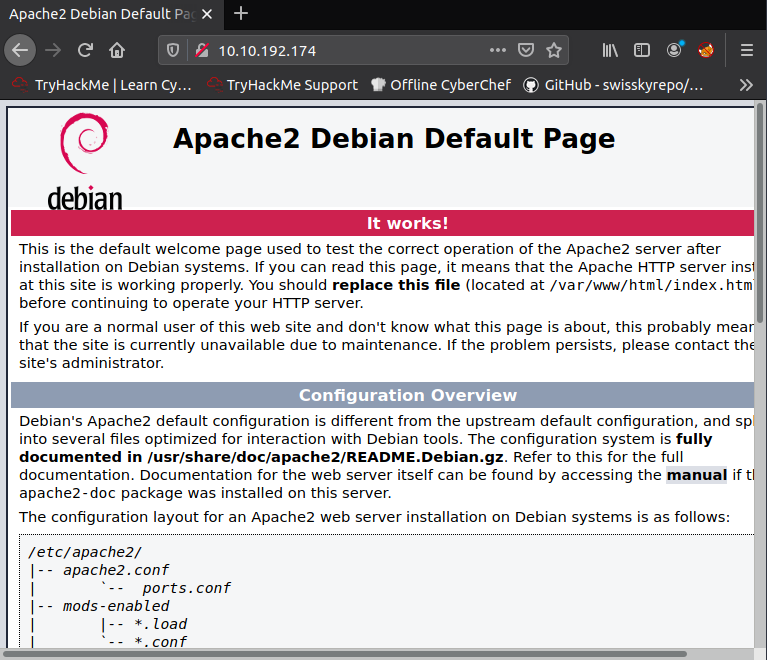 Apache2 Debian Default Pag
10.10.192.174
TryHackMe | Learn Cy…
TryHackMe Support
Offline CyberChef
GitHub - swisskyrepo/…
debian
Apache2 Debian Default Page
It works!
This is the default welcome page used to test the correct operation of the Apache2 server after
installation on Debian systems. If you can read this page, it means that the Apache HTTP server inst
at this site is working properly. You should replace this file (located at /var/www/html/index.htm
before continuing to operate your HTTP server.
If you are a normal user of this web site and don't know what this page is about, this probably mear
that the site is currently unavailable due to maintenance. If the problem persists, please contact the
site's administrator.
Configuration Overview
Debian's Apache2 default configuration is different from the upstream default configuration, and spl
into several files optimized for interaction with Debian tools. The configuration system is fully
documented in /usr/share/doc/apache2/README.Debian.gz. Refer to this for the full
documentation. Documentation for the web server itself can be found by accessing the manual if th
apache2-doc package was installed on this server.
The configuration layout for an Apache2 web server installation on Debian systems is as follows:
/etc/apache2/
|-- apache2.conf
|       `--  ports.conf
|-- mods-enabled
|       |-- *.load
|       `-- *.conf